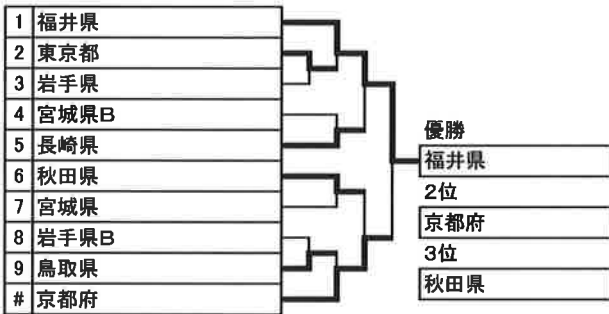 1 福井県
2 東京都
3 岩手県
4 宮城県B
5 長崎県
6 秋田県
7 宮城県
8 岩手県B
9 鳥取県
# 京都府
優勝
福井県
2位
京都府
3位
秋田県